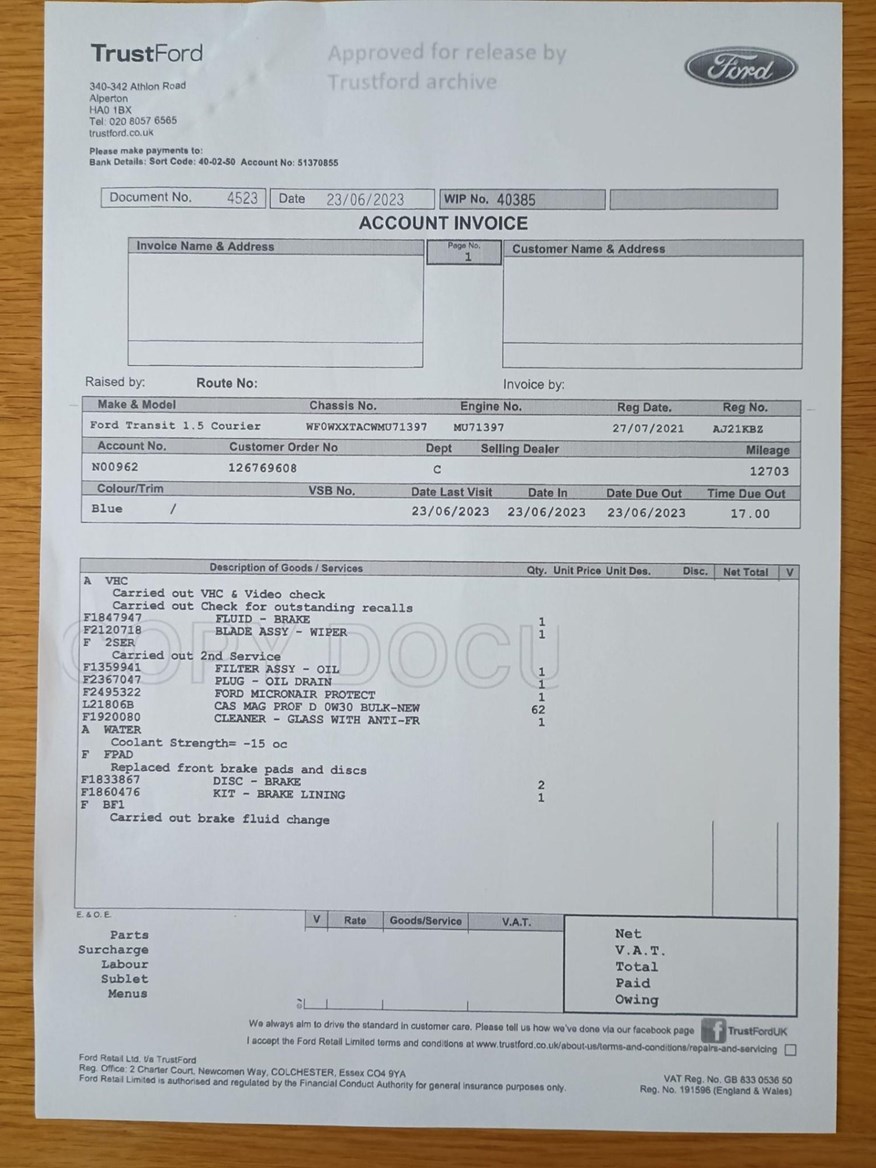 TrustFord
Approved for release by
Trustford archive
Ford
340-342 Athlon Road
Alperton
HA0 1BX
Tel: 020 8057 6565
trustford.co.uk
Please make payments to:
Bank Details: Sort Code: 40-02-50 Account No: 51370855
Document No. 4523 Date 23/06/2023 WIP No. 40385
ACCOUNT INVOICE
Invoice Name & Address Page No. Customer Name & Address
1
Raised by: Route No: Invoice by:
Make & Model Chassis No. Engine No. Reg Date. Reg No.
Ford Transit 1.5 Courier WF0WXXTACWMU71397 MU71397 27/07/2021 AJ21KBZ
Account No. Customer Order No Dept Selling Dealer Mileage
N00962 126769608 C 12703
Colour/Trim VSB No. Date Last Visit Date In Date Due Out Time Due Out
Blue / 23/06/2023 23/06/2023 23/06/2023 17.00
Description of Goods / Services Qty. Unit Price Unit Des. Disc. Net Total V
A VHC
Carried out VHC & Video check
Carried out Check for outstanding recalls
F1847947 FLUID - BRAKE 1
F2120718 BLADE ASSY - WIPER 1
F 2SER
Carried out 2nd Service
F1359941 FILTER ASSY - OIL 1
F2367047 PLUG - OIL DRAIN 1
F2495322 FORD MICRONAIR PROTECT 1
L21806B CAS MAG PROF D 0W30 BULK-NEW 62
F1920080 CLEANER - GLASS WITH ANTI-FR 1
A WATER
Coolant Strength= -15 oc
F FPAD
Replaced front brake pads and discs
F1833867 DISC - BRAKE 2
F1860476 KIT - BRAKE LINING 1
F BF1
Carried out brake fluid change
COPY DOCU
E. & O. E.
V Rate Goods/Service V.A.T.
Parts
Surcharge
Labour
Sublet
Menus
Net
V.A.T.
Total
Paid
Owing
We always aim to drive the standard in customer care. Please tell us how we've done via our facebook page f TrustFordUK
I accept the Ford Retail Limited terms and conditions at www.trustford.co.uk/about-us/terms-and-conditions/repairs-and-servicing
Ford Retail Ltd. t/a TrustFord
Reg. Office: 2 Charter Court, Newcomen Way, COLCHESTER, Essex CO4 9YA
Ford Retail Limited is authorised and regulated by the Financial Conduct Authority for general insurance purposes only.
VAT Reg. No. GB 833 0536 50
Reg. No. 191596 (England & Wales)